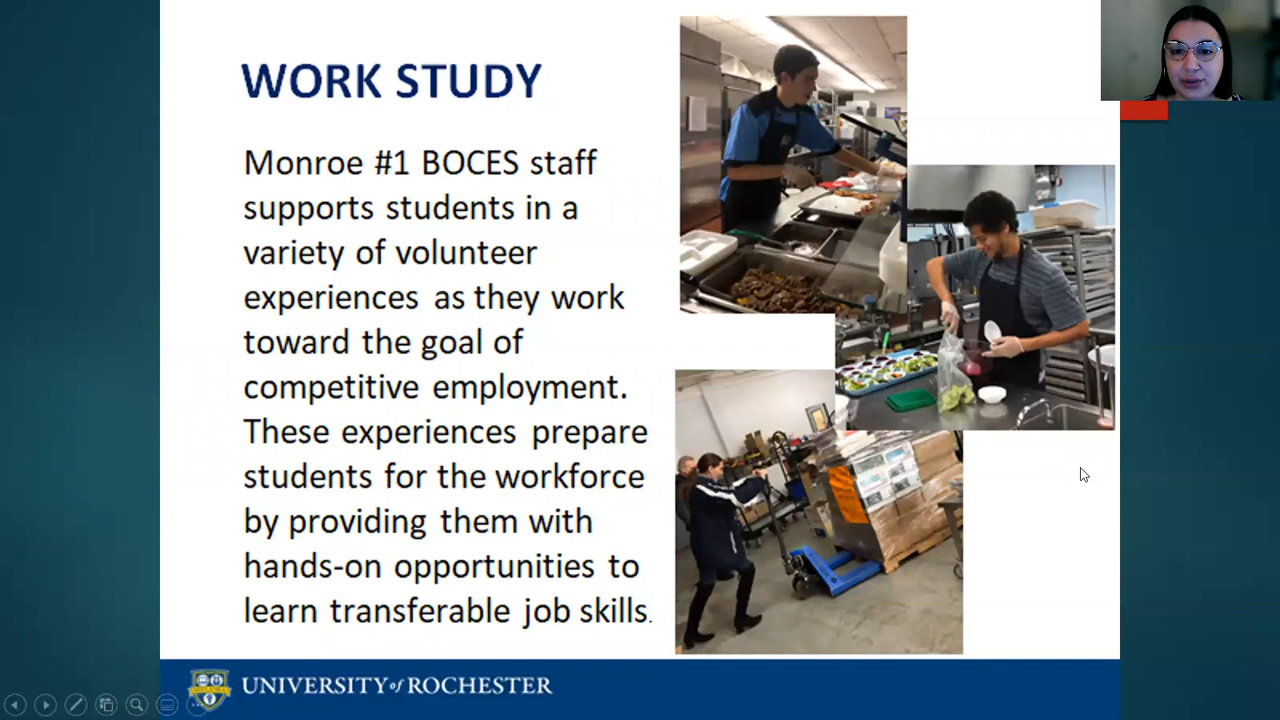 WORK STUDY
Monroe #1 BOCES staff
supports students in a
variety of volunteer
experiences as they work
toward the goal of
competitive employment.
These experiences prepare
students for the workforce
by providing them with
hands-on opportunities to
learn transferable job skills.
UNIVERSITY of ROCHESTER